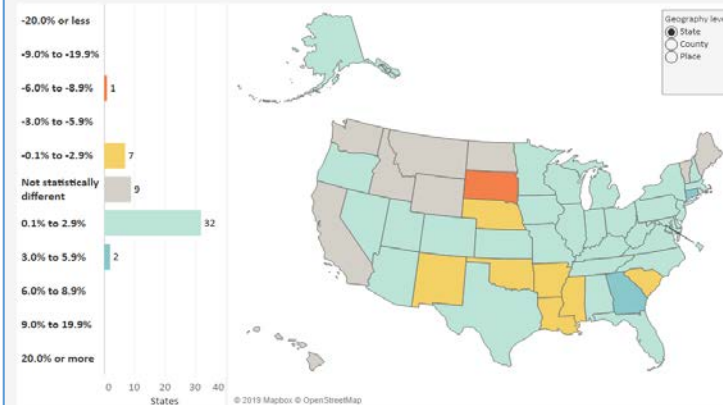 -20.0% or less
-9.0% to -19.9%
-6.0% to -8.9%
1
-3.0% to -5.9%
-0.1% to -2.9%
7
Not statistically
different
9
0.1% to 2.9%
32
3.0% to 5.9%
2
6.0% to 8.9%
9.0% to 19.9%
20.0% or more
0 10 20 30 40
States
Geography leve
State
County
Place
© 2019 Mapbox © OpenStreetMap